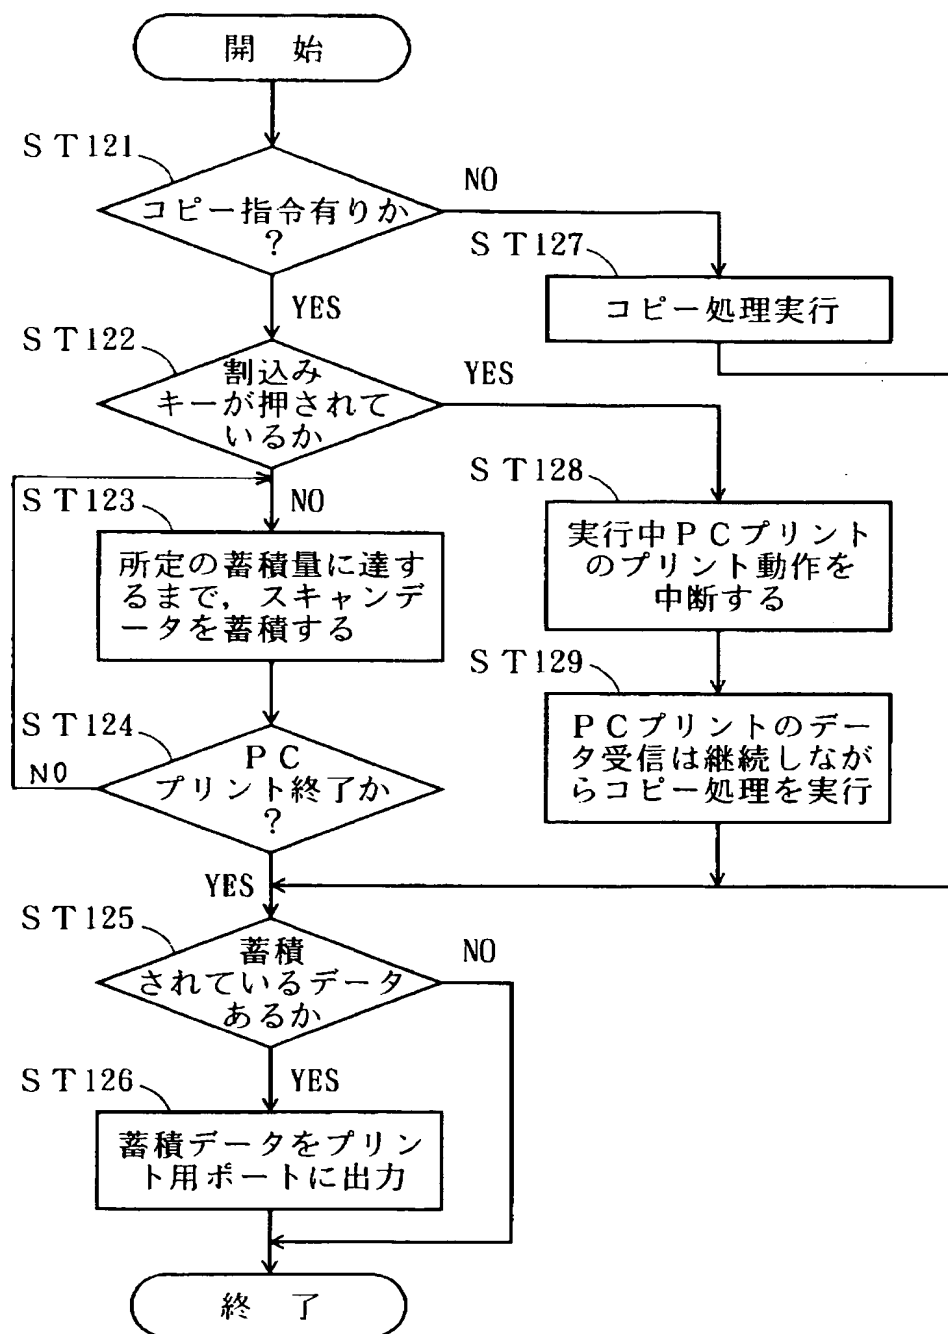 開 始
ST121
コピー指令有りか
?
NO
YES
ST127
コピー処理実行
ST122
割込み
キーが押されて
いるか
YES
NO
ST128
実行中PCプリント
のプリント動作を
中断する
ST123
所定の蓄積量に達す
るまで，スキャンデ
ータを蓄積する
ST129
PCプリントのデー
タ受信は継続しなが
らコピー処理を実行
ST124
PC
プリント終了か
?
NO
YES
ST125
蓄積
されているデータ
あるか
NO
YES
ST126
蓄積データをプリン
ト用ポートに出力
終 了